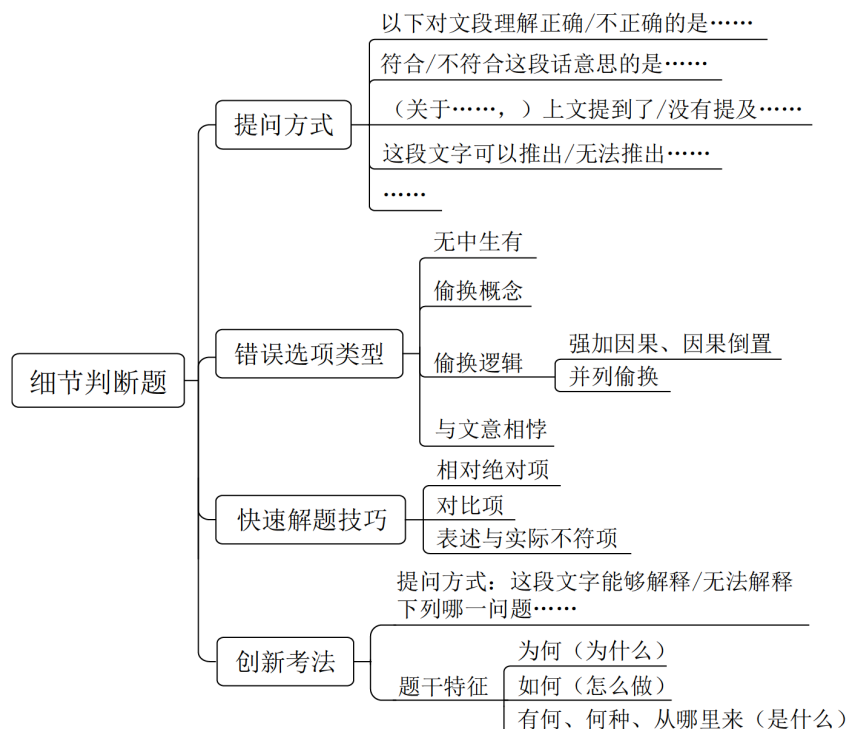 以下对文段理解正确/不正确的是……
符合/不符合这段话意思的是……
（关于……，）上文提到了/没有提及……
这段文字可以推出/无法推出……
……
提问方式
无中生有
偷换概念
偷换逻辑
强加因果、因果倒置
并列偷换
与文意相悖
错误选项类型
细节判断题
相对绝对项
对比项
表述与实际不符项
快速解题技巧
提问方式：这段文字能够解释/无法解释
下列哪一问题……
创新考法
题干特征
为何（为什么）
如何（怎么做）
有何、何种、从哪里来（是什么）